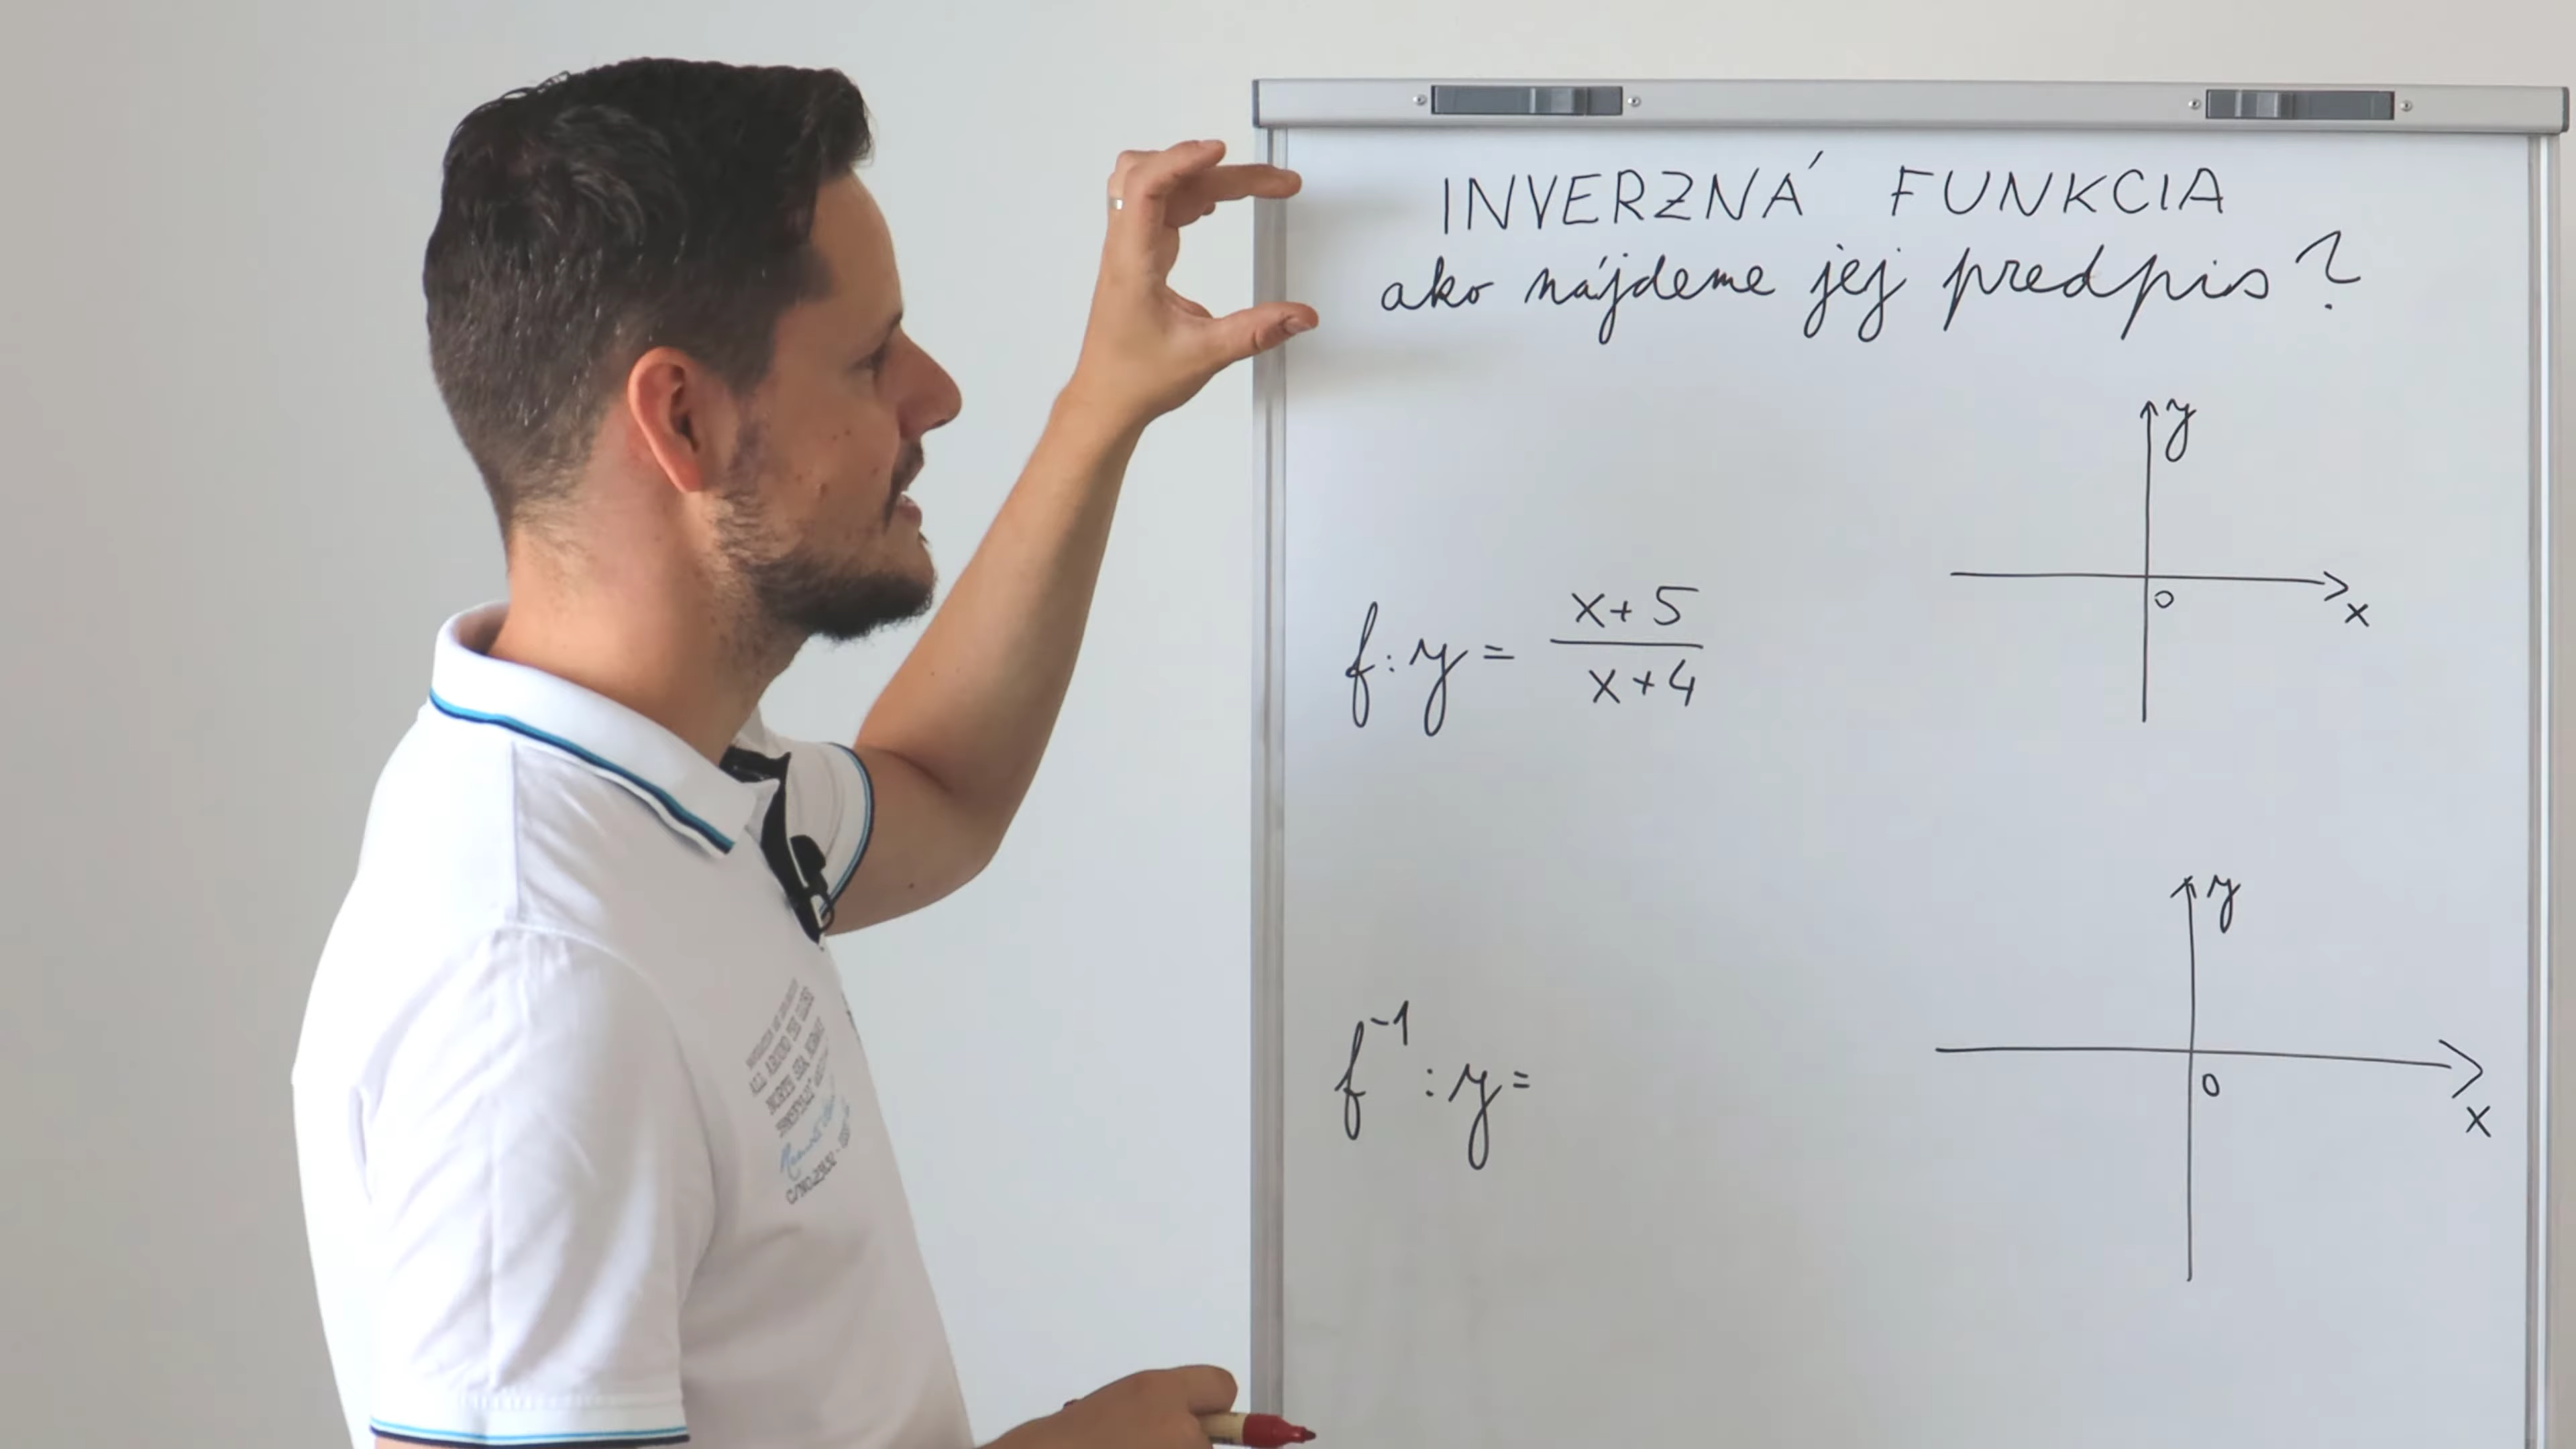 INVERZNÁ FUNKCIA
ako nájdeme jej predpis?
y
0
x
f: y = x+5
x+4
y
f⁻¹: y =
0
x